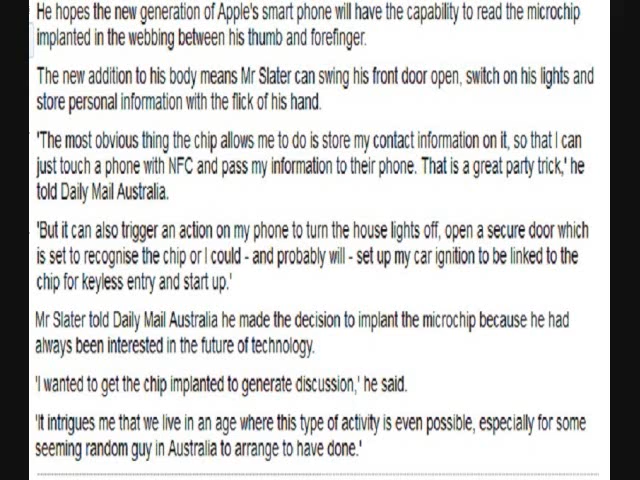 He hopes the new generation of Apple's smart phone will have the capability to read the microchip
implanted in the webbing between his thumb and forefinger.
The new addition to his body means Mr Slater can swing his front door open, switch on his lights and
store personal information with the flick of his hand.
'The most obvious thing the chip allows me to do is store my contact information on it, so that I can
just touch a phone with NFC and pass my information to their phone. That is a great party trick,' he
told Daily Mail Australia.
'But it can also trigger an action on my phone to turn the house lights off, open a secure door which
is set to recognise the chip or I could - and probably will - set up my car ignition to be linked to the
chip for keyless entry and start up.'
Mr Slater told Daily Mail Australia he made the decision to implant the microchip because he had
always been interested in the future of technology.
'I wanted to get the chip implanted to generate discussion,' he said.
'It intrigues me that we live in an age where this type of activity is even possible, especially for some
seeming random guy in Australia to arrange to have done.'